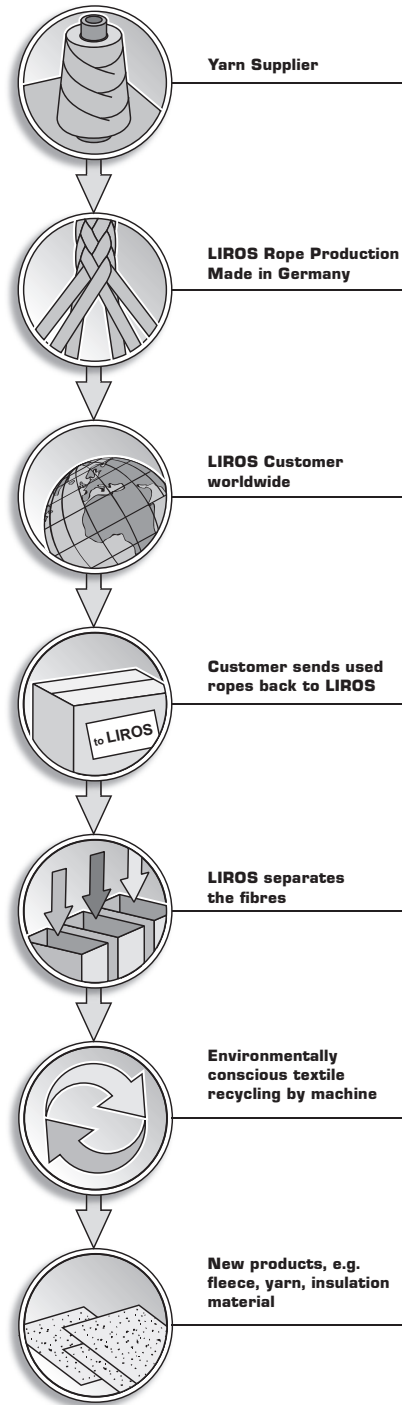 Yarn Supplier
LIROS Rope Production
Made in Germany
LIROS Customer
worldwide
Customer sends used
ropes back to LIROS
to LIROS
LIROS separates
the fibres
Environmentally
conscious textile
recycling by machine
New products, e.g.
fleece, yarn, insulation
material